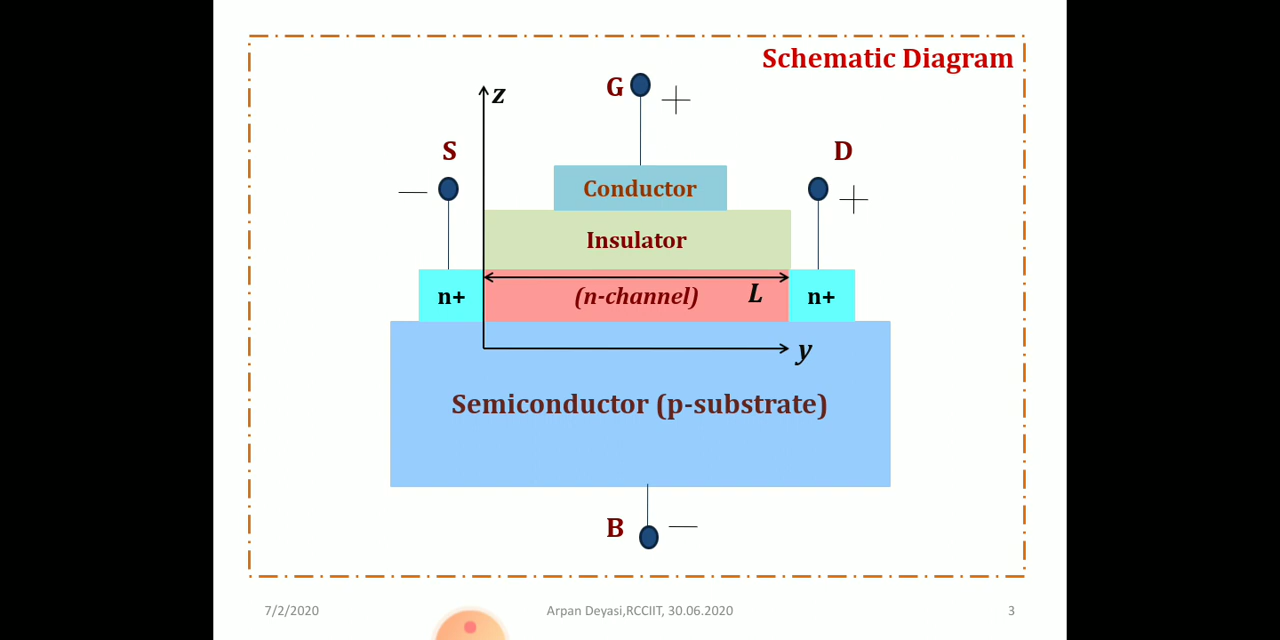 Schematic Diagram
G
+
z
S
D
—
+
Conductor
Insulator
n+
(n-channel)
L
n+
y
Semiconductor (p-substrate)
B
—
7/2/2020
Arpan Deyasi,RCCIIT, 30.06.2020
3